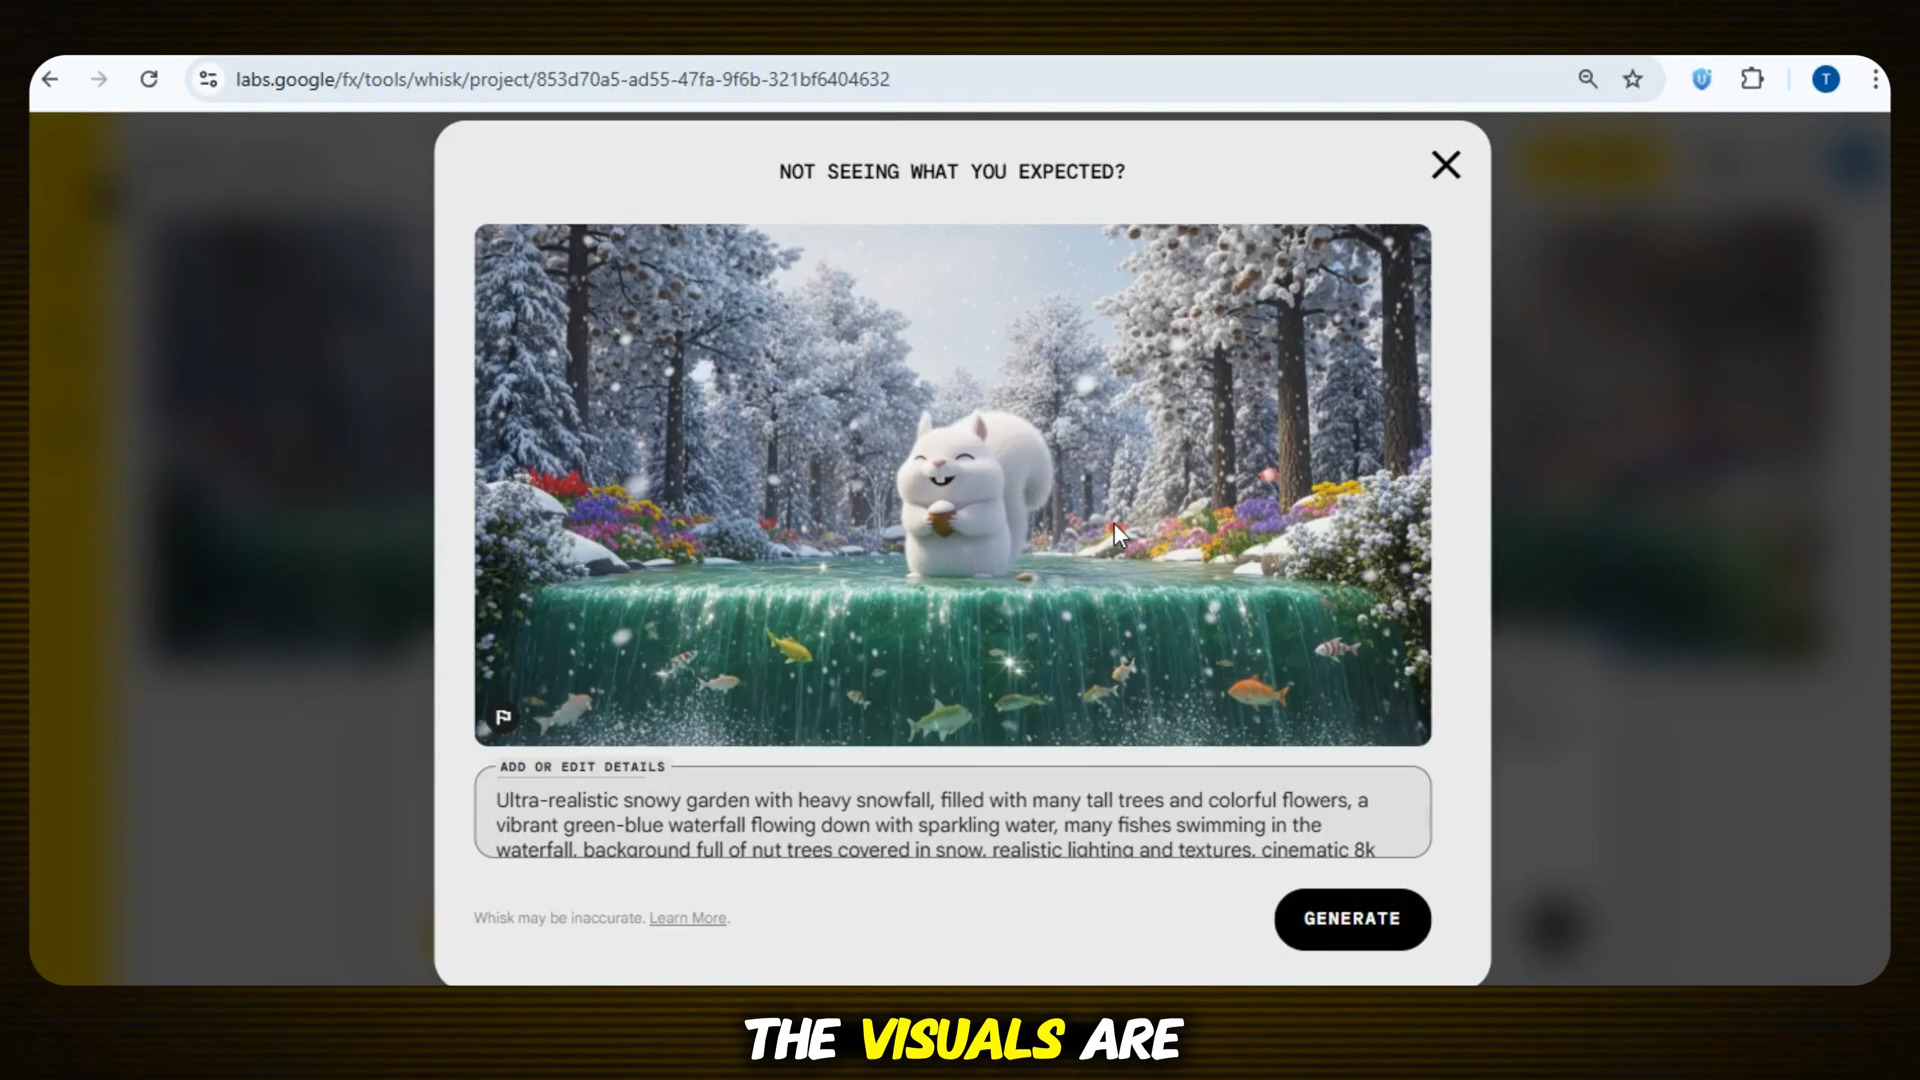 labs.google/fx/tools/whisk/project/853d70a5-ad55-47fa-9f6b-321bf6404632
T
NOT SEEING WHAT YOU EXPECTED?
ADD OR EDIT DETAILS
Ultra-realistic snowy garden with heavy snowfall, filled with many tall trees and colorful flowers, a
vibrant green-blue waterfall flowing down with sparkling water, many fishes swimming in the
waterfall, background full of nut trees covered in snow, realistic lighting and textures, cinematic 8k
Whisk may be inaccurate. Learn More.
GENERATE
THE VISUALS ARE